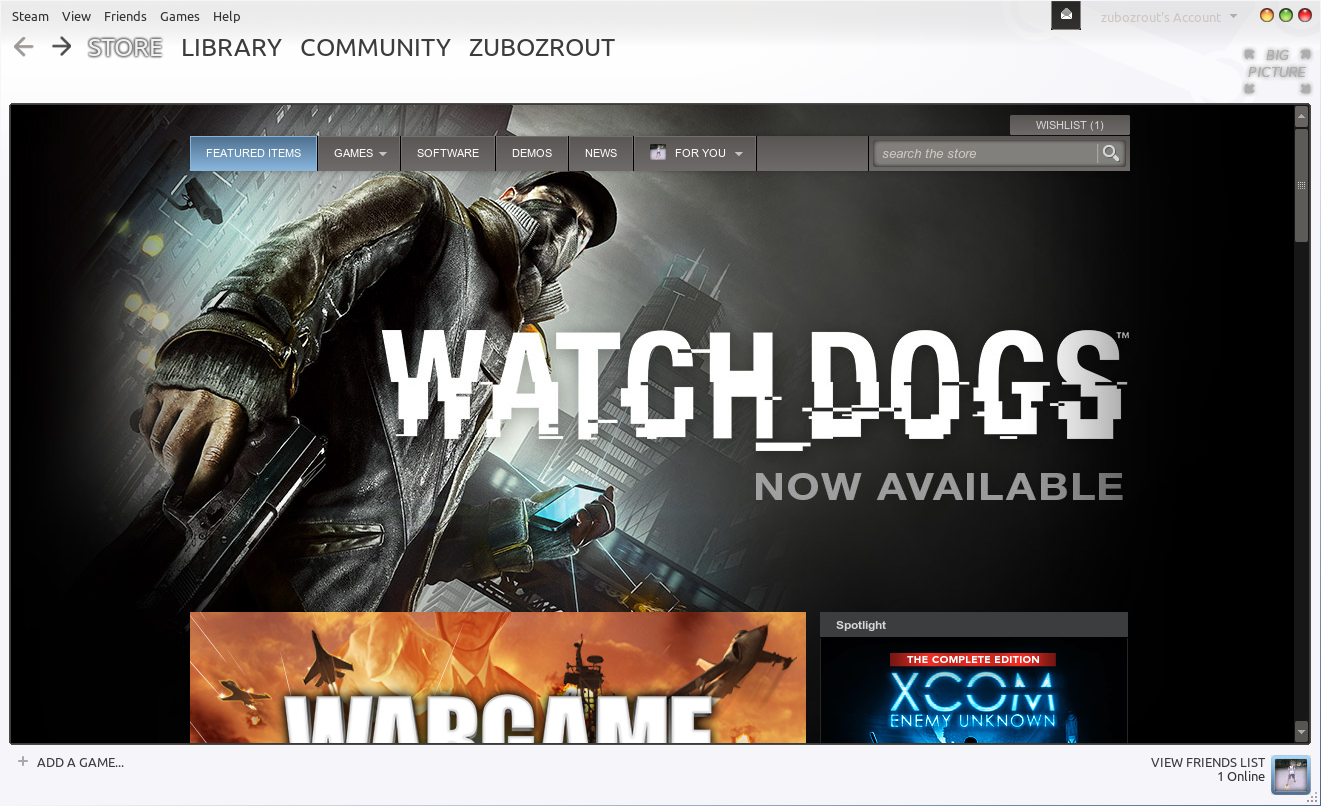 Steam View Friends Games Help
zubozrout's Account
STORE LIBRARY COMMUNITY ZUBOZROUT
BIG
PICTURE
WISHLIST (1)
FEATURED ITEMS GAMES SOFTWARE DEMOS NEWS FOR YOU search the store
WATCH_DOGS™
NOW AVAILABLE
WARGAME
Spotlight
THE COMPLETE EDITION
XCOM
ENEMY UNKNOWN
+ ADD A GAME...
VIEW FRIENDS LIST
1 Online